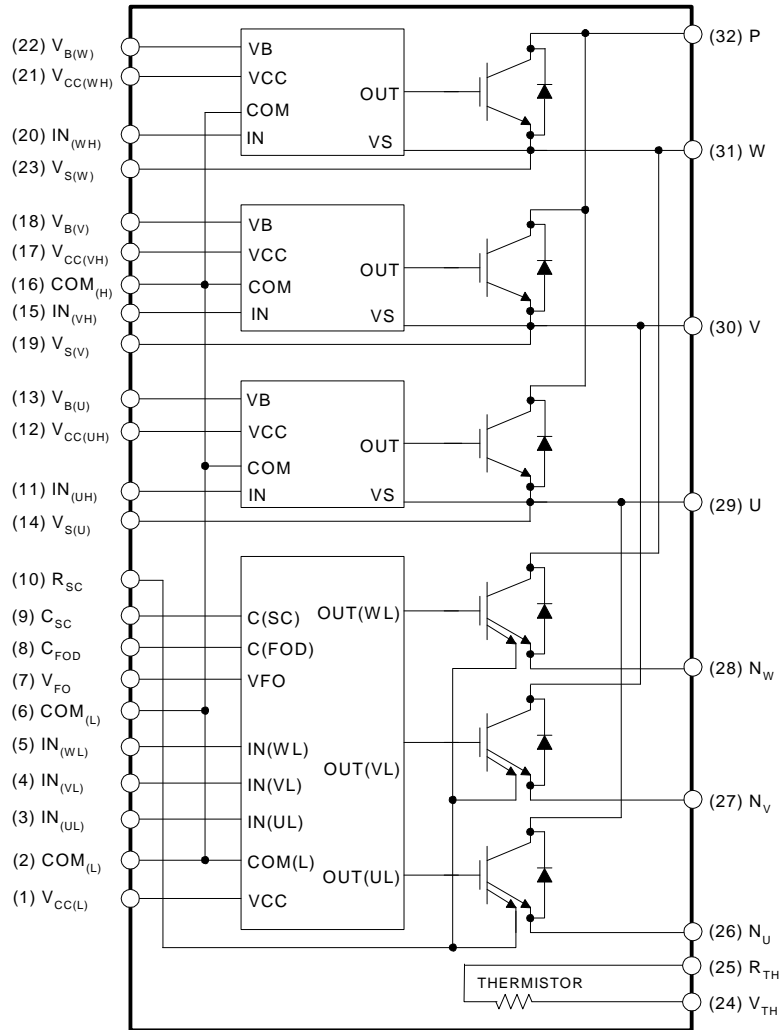 (22) VB(W)
(21) VCC(WH)
(20) IN(WH)
(23) VS(W)
VB
VCC
COM
IN
OUT
VS
(32) P
(31) W
(18) VB(V)
(17) VCC(VH)
(16) COM(H)
(15) IN(VH)
(19) VS(V)
VB
VCC
COM
IN
OUT
VS
(30) V
(13) VB(U)
(12) VCC(UH)
(11) IN(UH)
(14) VS(U)
VB
VCC
COM
IN
OUT
VS
(29) U
(10) RSC
(9) CSC
(8) CFOD
(7) VFO
(6) COM(L)
(5) IN(WL)
(4) IN(VL)
(3) IN(UL)
(2) COM(L)
(1) VCC(L)
C(SC)
C(FOD)
VFO
IN(WL)
IN(VL)
IN(UL)
COM(L)
VCC
OUT(WL)
OUT(VL)
OUT(UL)
(28) NW
(27) NV
(26) NU
(25) RTH
THERMISTOR
(24) VTH